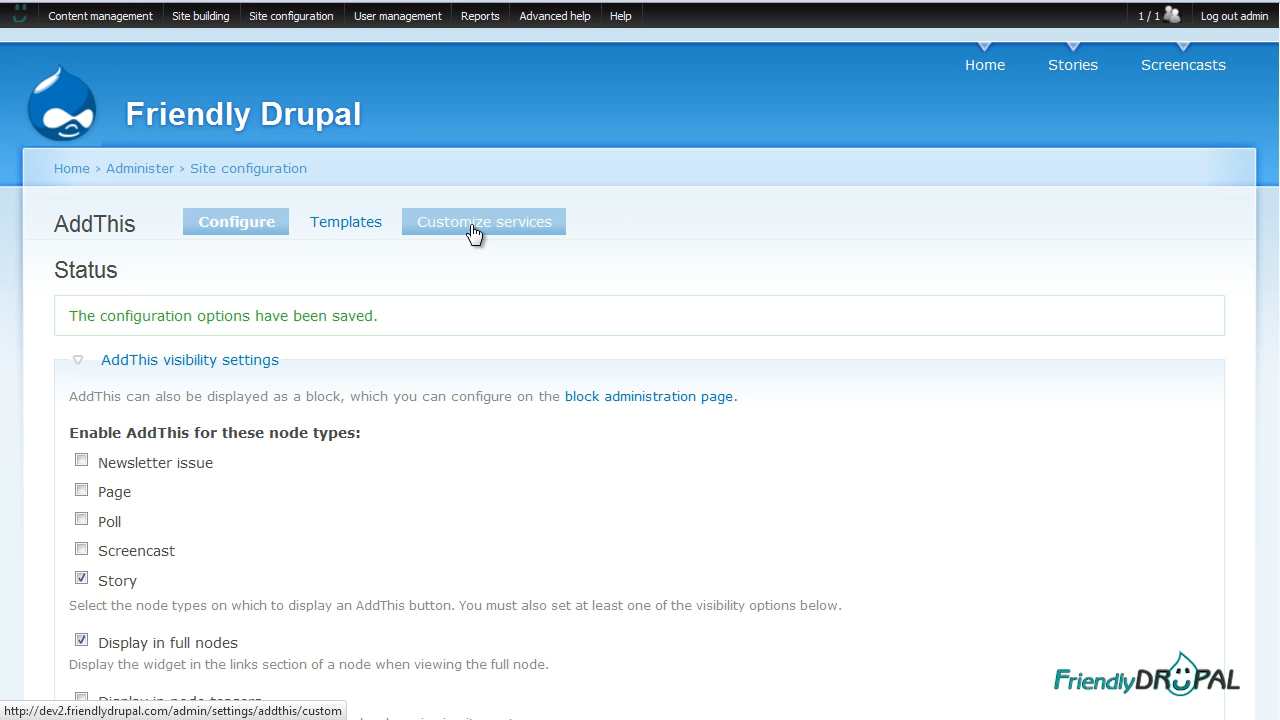 Content management Site building Site configuration User management Reports Advanced help Help 1 / 1 Log out admin
Home Stories Screencasts
Friendly Drupal
Home › Administer › Site configuration
AddThis Configure Templates Customize services
Status
The configuration options have been saved.
AddThis visibility settings
AddThis can also be displayed as a block, which you can configure on the block administration page.
Enable AddThis for these node types:
Newsletter issue
Page
Poll
Screencast
Story
Select the node types on which to display an AddThis button. You must also set at least one of the visibility options below.
Display in full nodes
Display the widget in the links section of a node when viewing the full node.
Display in node teasers
FriendlyDRUPAL
http://dev2.friendlydrupal.com/admin/settings/addthis/custom